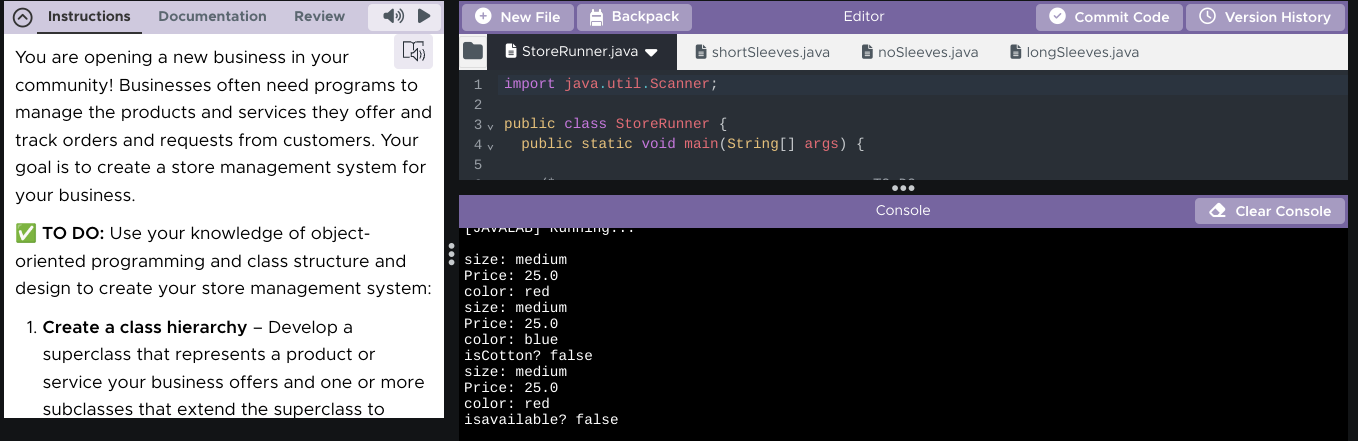 Instructions Documentation Review
You are opening a new business in your
community! Businesses often need programs to
manage the products and services they offer and
track orders and requests from customers. Your
goal is to create a store management system for
your business.
✅ TO DO: Use your knowledge of object-
oriented programming and class structure and
design to create your store management system:
1. Create a class hierarchy – Develop a
superclass that represents a product or
service your business offers and one or more
subclasses that extend the superclass to
New File Backpack Editor Commit Code Version History
StoreRunner.java shortSleeves.java noSleeves.java longSleeves.java
1 import java.util.Scanner;
2
3 public class StoreRunner {
4 public static void main(String[] args) {
5
Console Clear Console
[JAVALAB] Running...
size: medium
Price: 25.0
color: red
size: medium
Price: 25.0
color: blue
isCotton? false
size: medium
Price: 25.0
color: red
isavailable? false